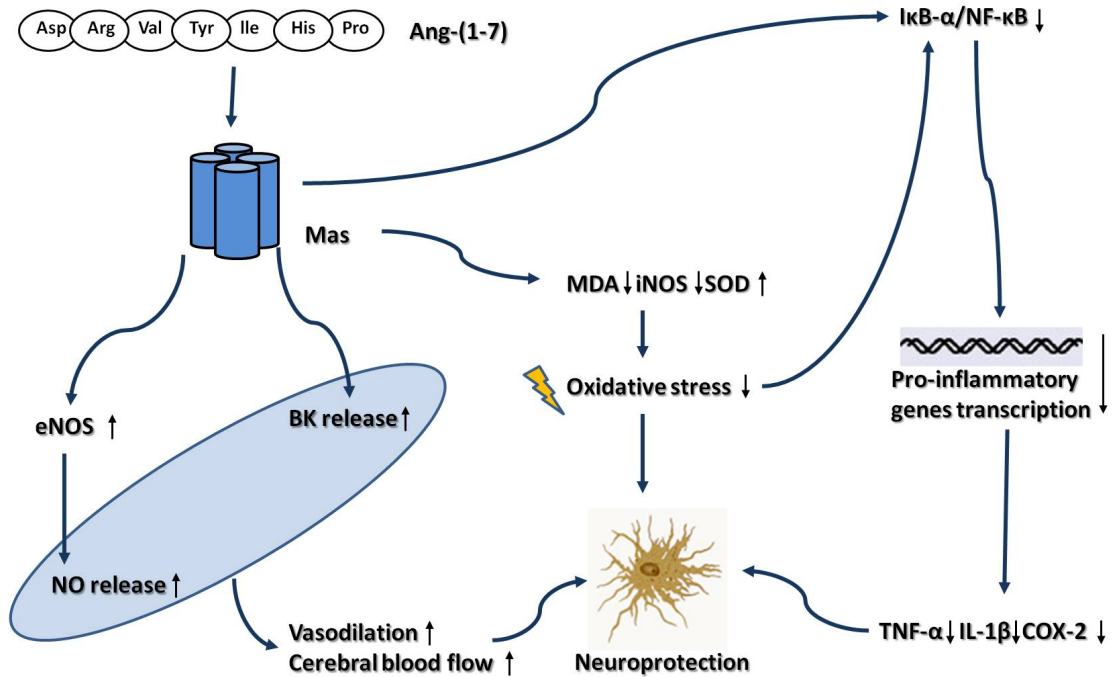 Asp Arg Val Tyr Ile His Pro Ang-(1-7)
IκB-α/NF-κB ↓
Mas
MDA ↓ iNOS ↓ SOD ↑
Oxidative stress ↓
Pro-inflammatory
genes transcription ↓
eNOS ↑
BK release ↑
NO release ↑
Vasodilation ↑
Cerebral blood flow ↑
Neuroprotection
TNF-α ↓ IL-1β ↓ COX-2 ↓